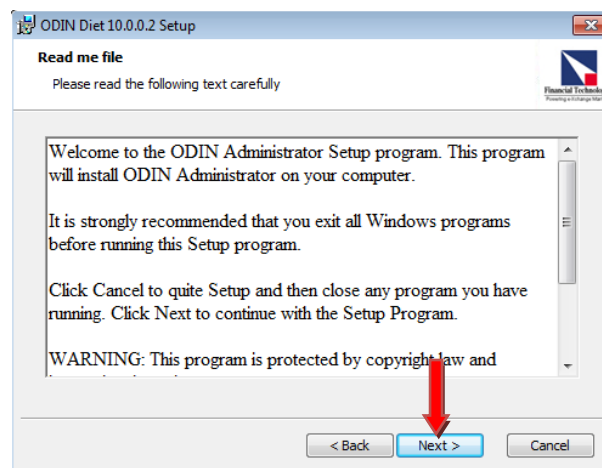 ODIN Diet 10.0.0.2 Setup
Read me file
Please read the following text carefully
Welcome to the ODIN Administrator Setup program. This program
will install ODIN Administrator on your computer.
It is strongly recommended that you exit all Windows programs
before running this Setup program.
Click Cancel to quite Setup and then close any program you have
running. Click Next to continue with the Setup Program.
WARNING: This program is protected by copyright law and
< Back
Next >
Cancel